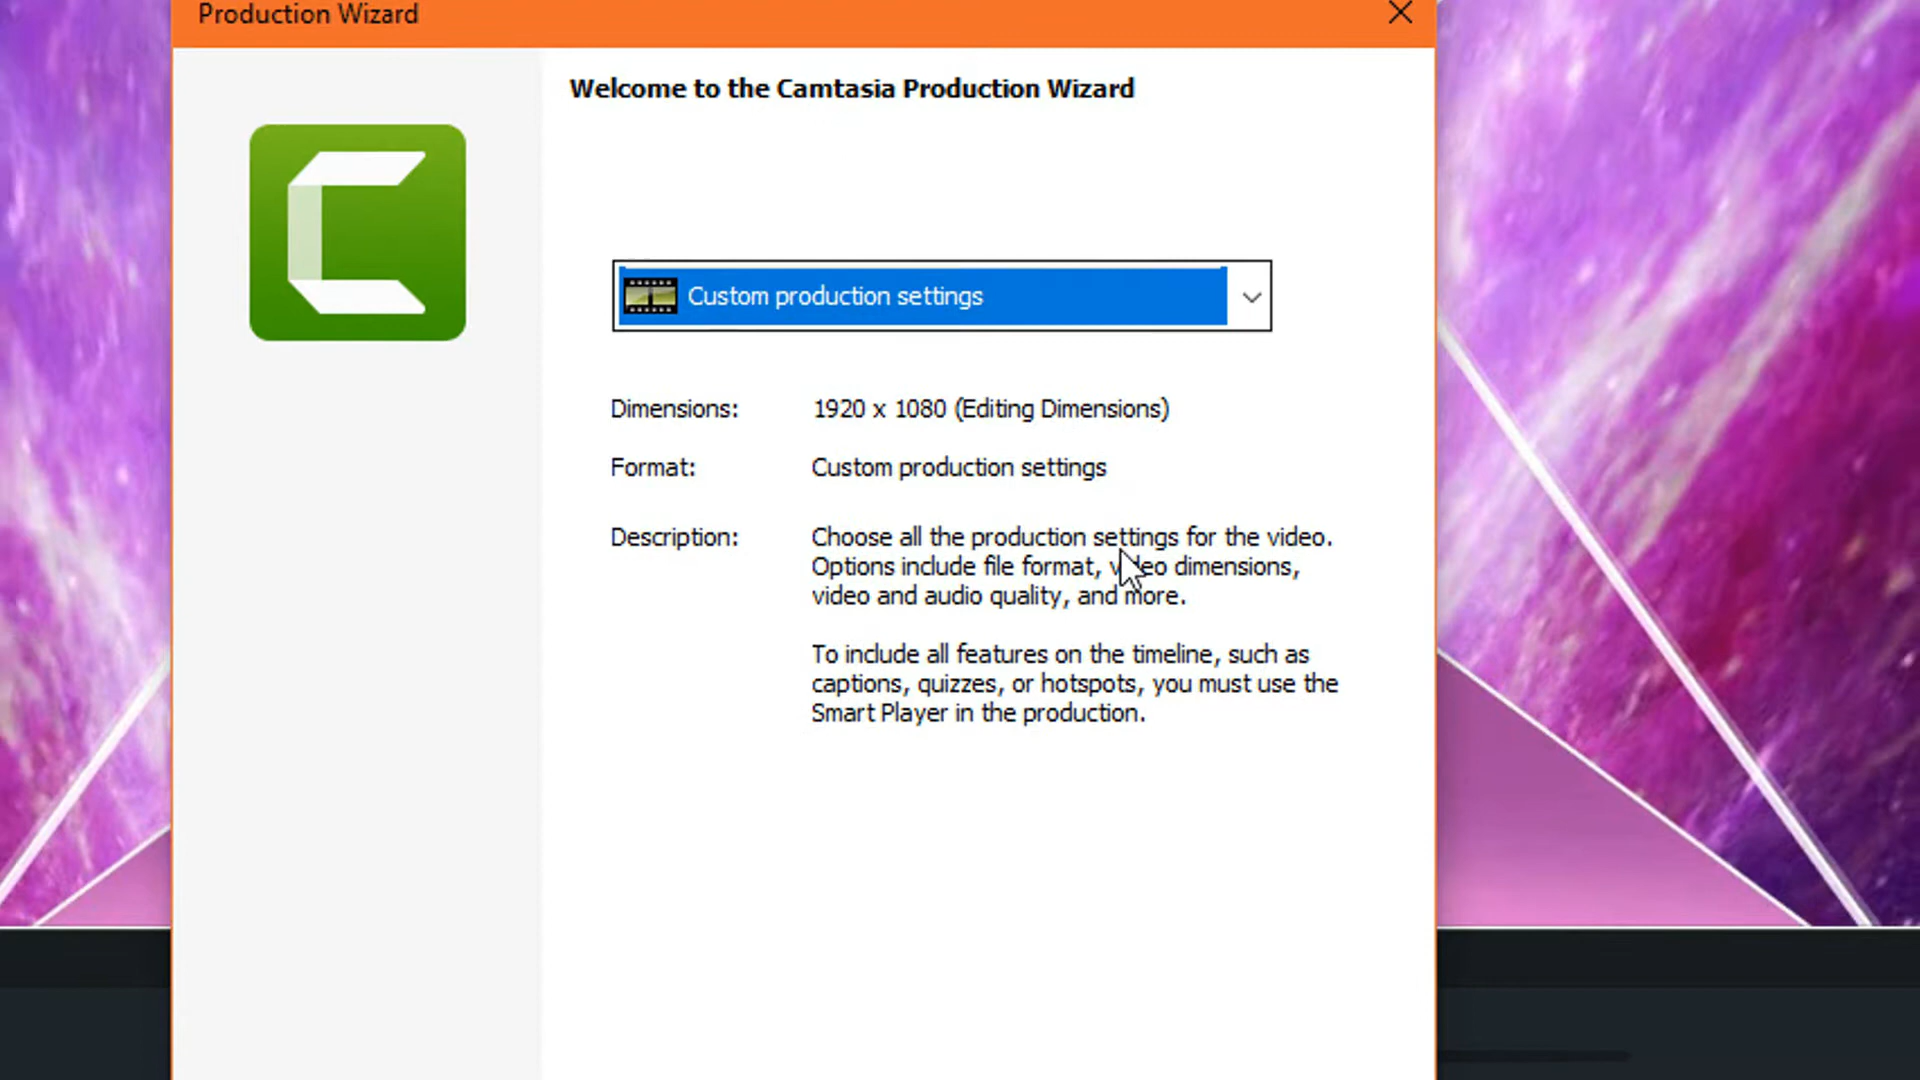 Production Wizard
Welcome to the Camtasia Production Wizard
Custom production settings
Dimensions: 1920 x 1080 (Editing Dimensions)
Format: Custom production settings
Description: Choose all the production settings for the video.
Options include file format, video dimensions,
video and audio quality, and more.
To include all features on the timeline, such as
captions, quizzes, or hotspots, you must use the
Smart Player in the production.